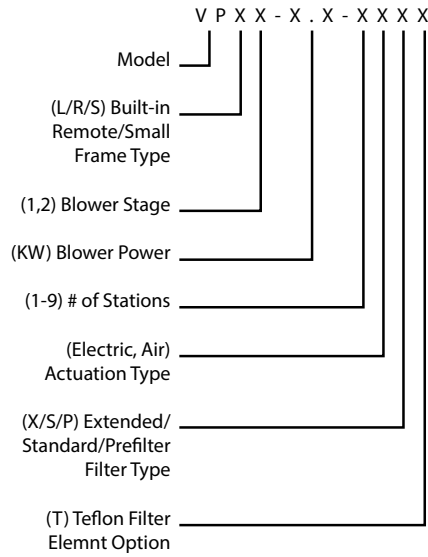 V P X X - X . X - X X X X
Model
(L/R/S) Built-in
Remote/Small
Frame Type
(1,2) Blower Stage
(KW) Blower Power
(1-9) # of Stations
(Electric, Air)
Actuation Type
(X/S/P) Extended/
Standard/Prefilter
Filter Type
(T) Teflon Filter
Elemnt Option